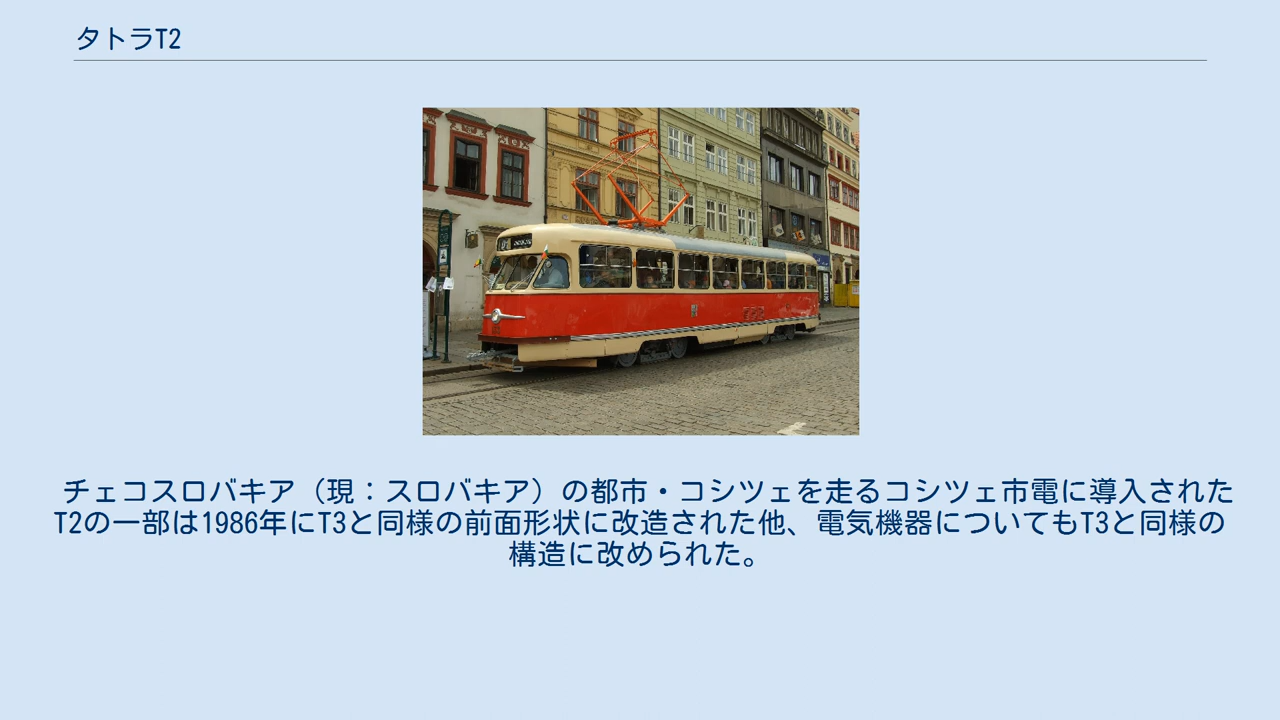 タトラT2
チェコスロバキア（現：スロバキア）の都市・コシツェを走るコシツェ市電に導入された
T2の一部は1986年にT3と同様の前面形状に改造された他、電気機器についてもT3と同様の
構造に改められた。